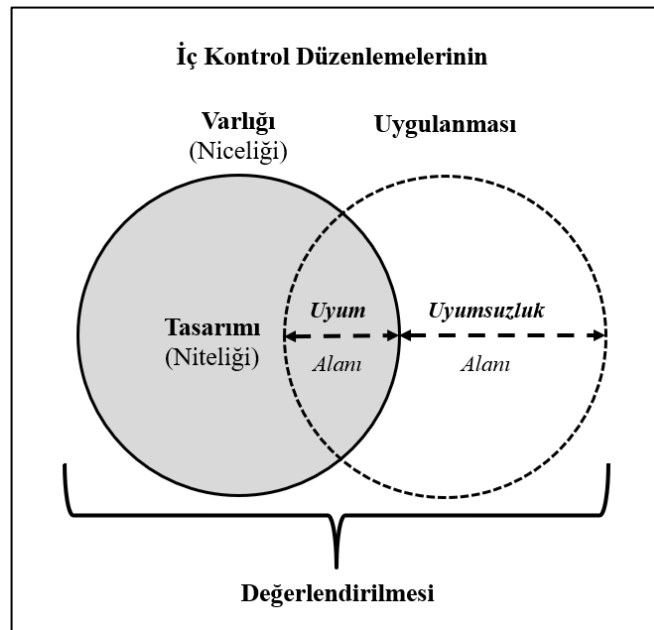 İç Kontrol Düzenlemelerinin
Varlığı
(Niceliği)
Uygulanması
Tasarımı
(Niteliği)
Uyum
Alanı
Uyumsuzluk
Alanı
Değerlendirilmesi